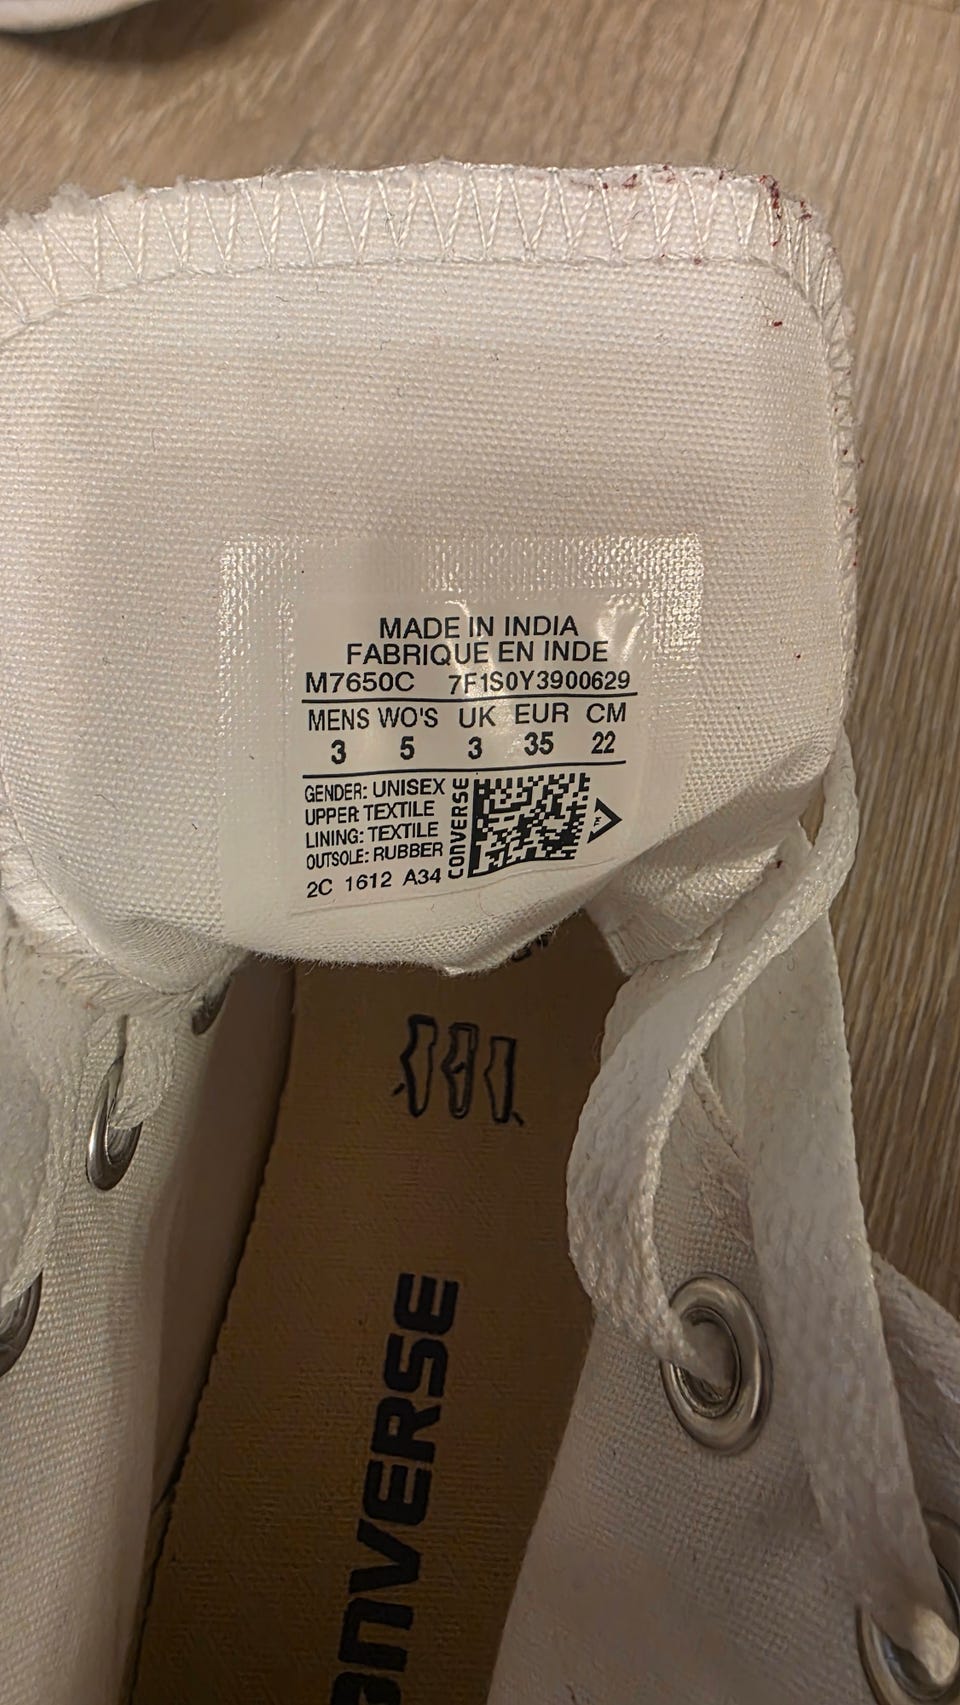 MADE IN INDIA
FABRIQUE EN INDE
M7650C 7F1S0Y3900629
MENS WO'S UK EUR CM
3 5 3 35 22
GENDER: UNISEX
UPPER: TEXTILE
LINING: TEXTILE
OUTSOLE: RUBBER
2C 1612 A34
CONVERSE
CONVERSE